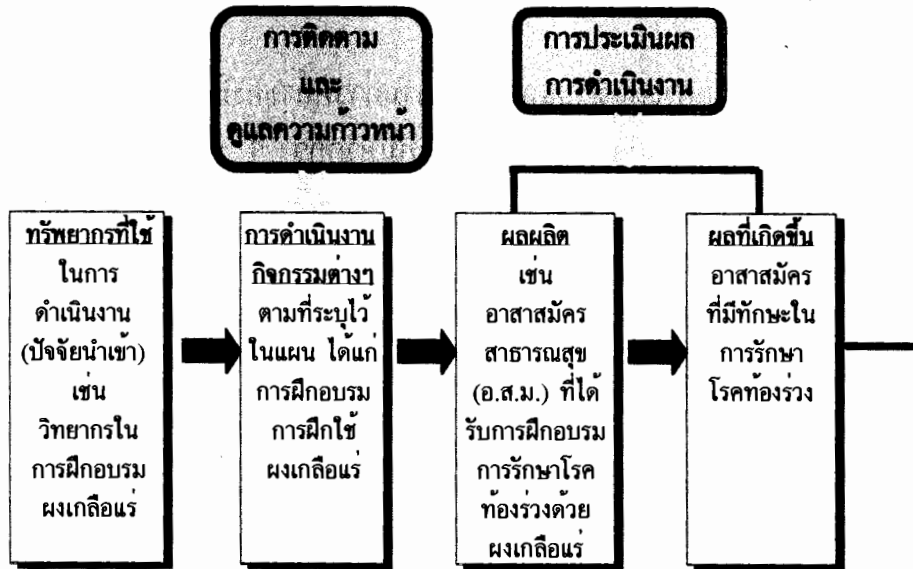 การติดตาม
และ
ดูแลความก้าวหน้า
การประเมินผล
การดำเนินงาน
ทรัพยากรที่ใช้
ในการ
ดำเนินงาน
(ปัจจัยนำเข้า)
เช่น
วิทยากรใน
การฝึกอบรม
ผงเกลือแร่
การดำเนินงาน
กิจกรรมต่างๆ
ตามที่ระบุไว้
ในแผน ได้แก่
การฝึกอบรม
การฝึกใช้
ผงเกลือแร่
ผลผลิต
เช่น
อาสาสมัคร
สาธารณสุข
(อ.ส.ม.) ที่ได้
รับการฝึกอบรม
การรักษาโรค
ท้องร่วงด้วย
ผงเกลือแร่
ผลที่เกิดขึ้น
อาสาสมัคร
ที่มีทักษะใน
การรักษา
โรคท้องร่วง